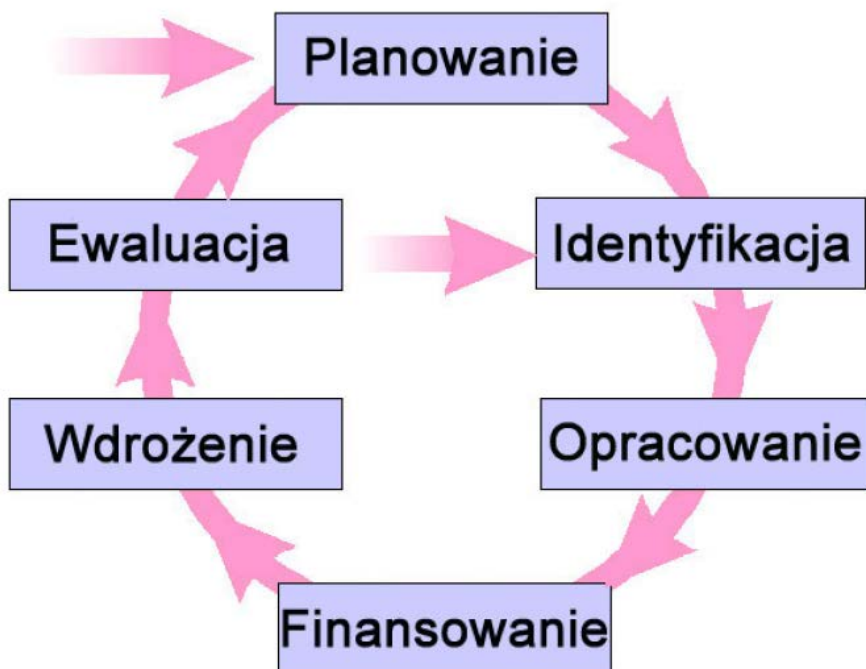 Planowanie
Ewaluacja
Identyfikacja
Wdrożenie
Opracowanie
Finansowanie